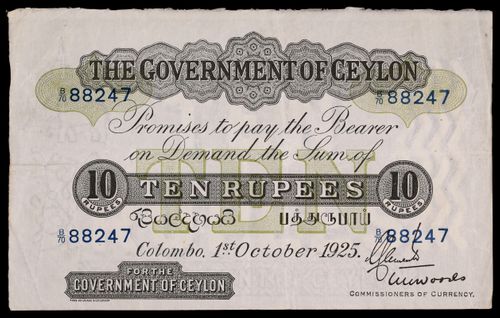 THE GOVERNMENT OF CEYLON
B/70 88247 B/70 88247
Promises to pay the Bearer
on Demand the Sum of
TEN
10 RUPEES TEN RUPEES 10 RUPEES
දහයයි பத்துரூபாய்
B/70 88247 B/70 88247
Colombo, 1st October 1925.
FOR THE
GOVERNMENT OF CEYLON
COMMISSIONERS OF CURRENCY.